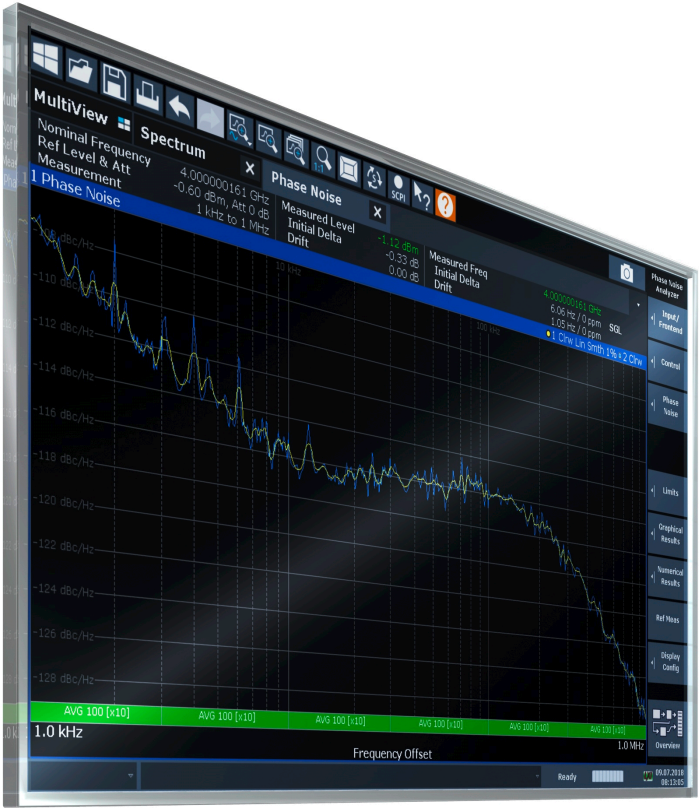 MultiView
Spectrum
X
Phase Noise
X
1:1
SCPI
?
?
Nominal Frequency
4.000000161 GHz
Ref Level & Att
-0.60 dBm, Att 0 dB
Measurement
1 kHz to 1 MHz
Measured Level
-1.12 dBm
Initial Delta
-0.33 dB
Drift
0.00 dB
Measured Freq
4.000000161 GHz
Initial Delta
6.06 Hz / 0 ppm
Drift
1.05 Hz / 0 ppm
SGL
1 Phase Noise
1 Clrw Lin Smth 1%
2 Clrw
10 kHz
100 kHz
dBc/Hz
-110 dBc/Hz
-112 dBc/Hz
-114 dBc/Hz
-116 dBc/Hz
-118 dBc/Hz
-120 dBc/Hz
-122 dBc/Hz
-124 dBc/Hz
-126 dBc/Hz
-128 dBc/Hz
AVG 100 [x10]
AVG 100 [x10]
AVG 100 [x10]
AVG 100 [x10]
AVG 100 [x10]
AVG 100 [x10]
1.0 kHz
Frequency Offset
1.0 MHz
Phase Noise
Analyzer
Input/
Frontend
Control
Phase
Noise
Limits
Graphical
Results
Numerical
Results
Ref Meas
Display
Config
Overview
Ready
09.07.2018
08:13:05